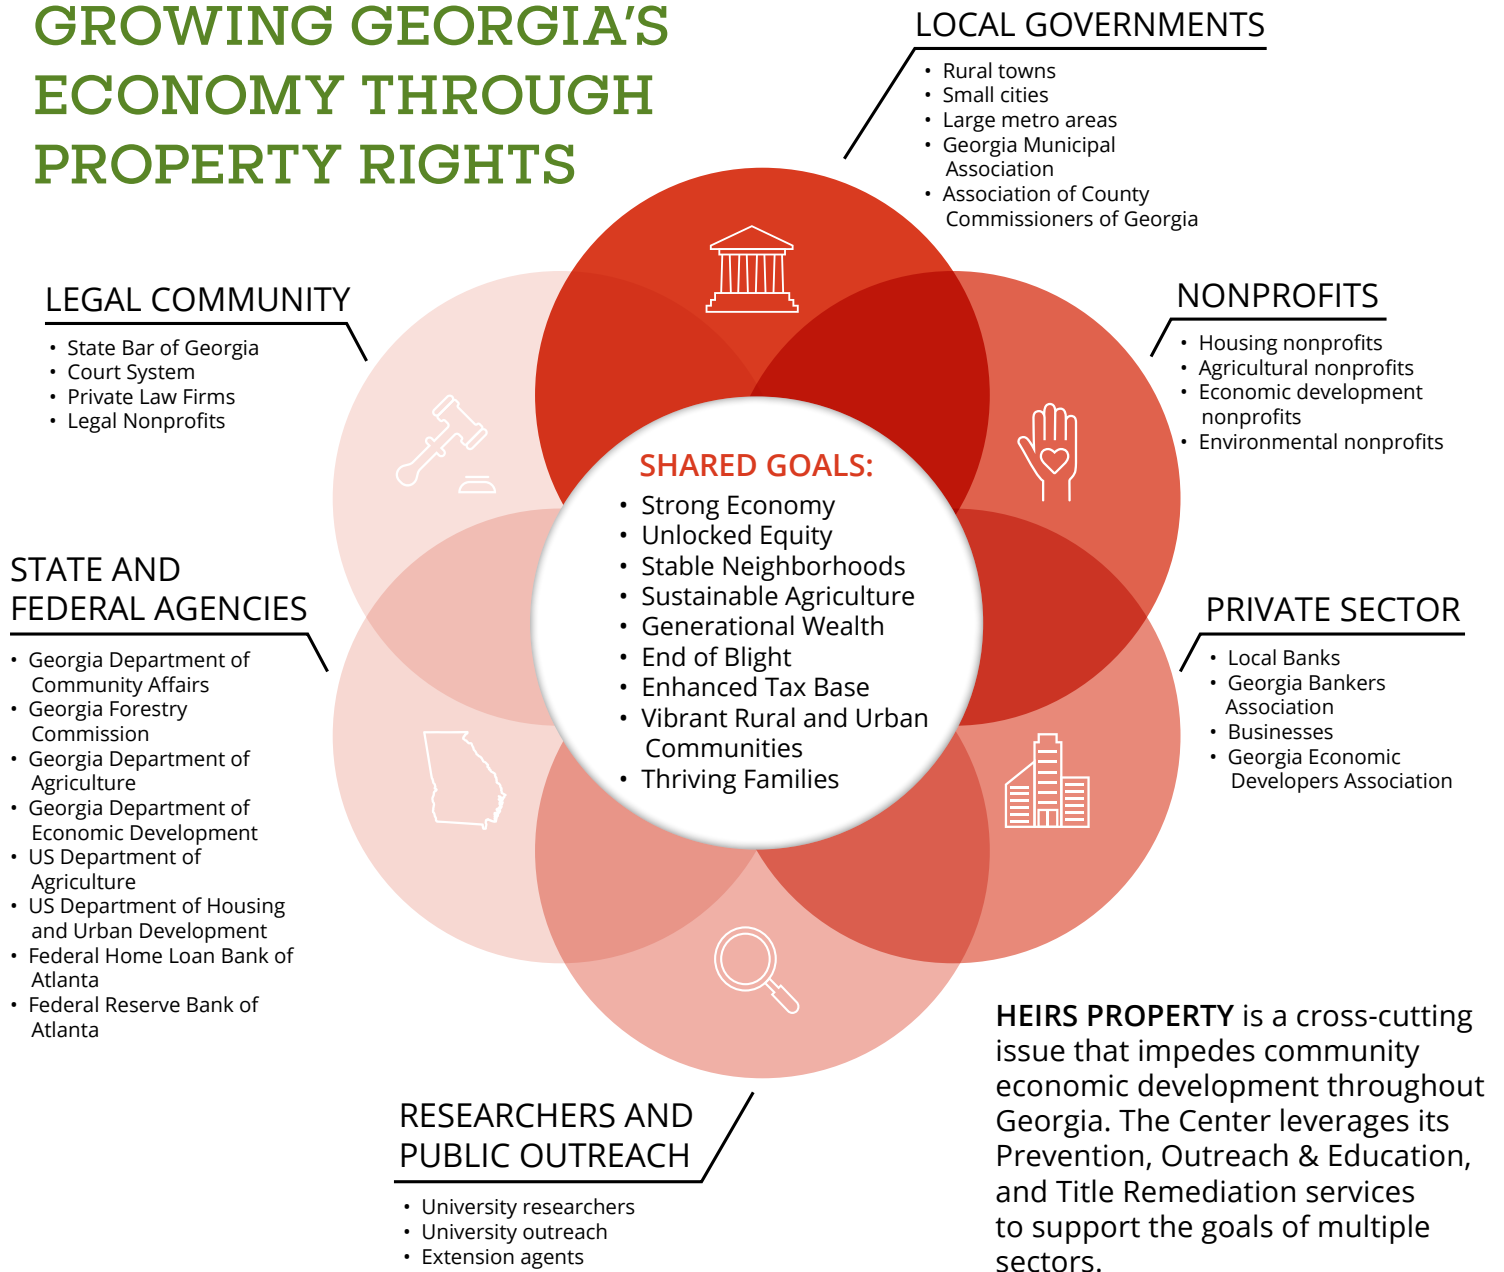 GROWING GEORGIA'S
ECONOMY THROUGH
PROPERTY RIGHTS
LOCAL GOVERNMENTS
• Rural towns
• Small cities
• Large metro areas
• Georgia Municipal
Association
• Association of County
Commissioners of Georgia
NONPROFITS
• Housing nonprofits
• Agricultural nonprofits
• Economic development
nonprofits
• Environmental nonprofits
PRIVATE SECTOR
• Local Banks
• Georgia Bankers
Association
• Businesses
• Georgia Economic
Developers Association
LEGAL COMMUNITY
• State Bar of Georgia
• Court System
• Private Law Firms
• Legal Nonprofits
STATE AND
FEDERAL AGENCIES
• Georgia Department of
Community Affairs
• Georgia Forestry
Commission
• Georgia Department of
Agriculture
• Georgia Department of
Economic Development
• US Department of
Agriculture
• US Department of Housing
and Urban Development
• Federal Home Loan Bank of
Atlanta
• Federal Reserve Bank of
Atlanta
SHARED GOALS:
• Strong Economy
• Unlocked Equity
• Stable Neighborhoods
• Sustainable Agriculture
• Generational Wealth
• End of Blight
• Enhanced Tax Base
• Vibrant Rural and Urban
Communities
• Thriving Families
RESEARCHERS AND
PUBLIC OUTREACH
• University researchers
• University outreach
• Extension agents
HEIRS PROPERTY is a cross-cutting
issue that impedes community
economic development throughout
Georgia. The Center leverages its
Prevention, Outreach & Education,
and Title Remediation services
to support the goals of multiple
sectors.